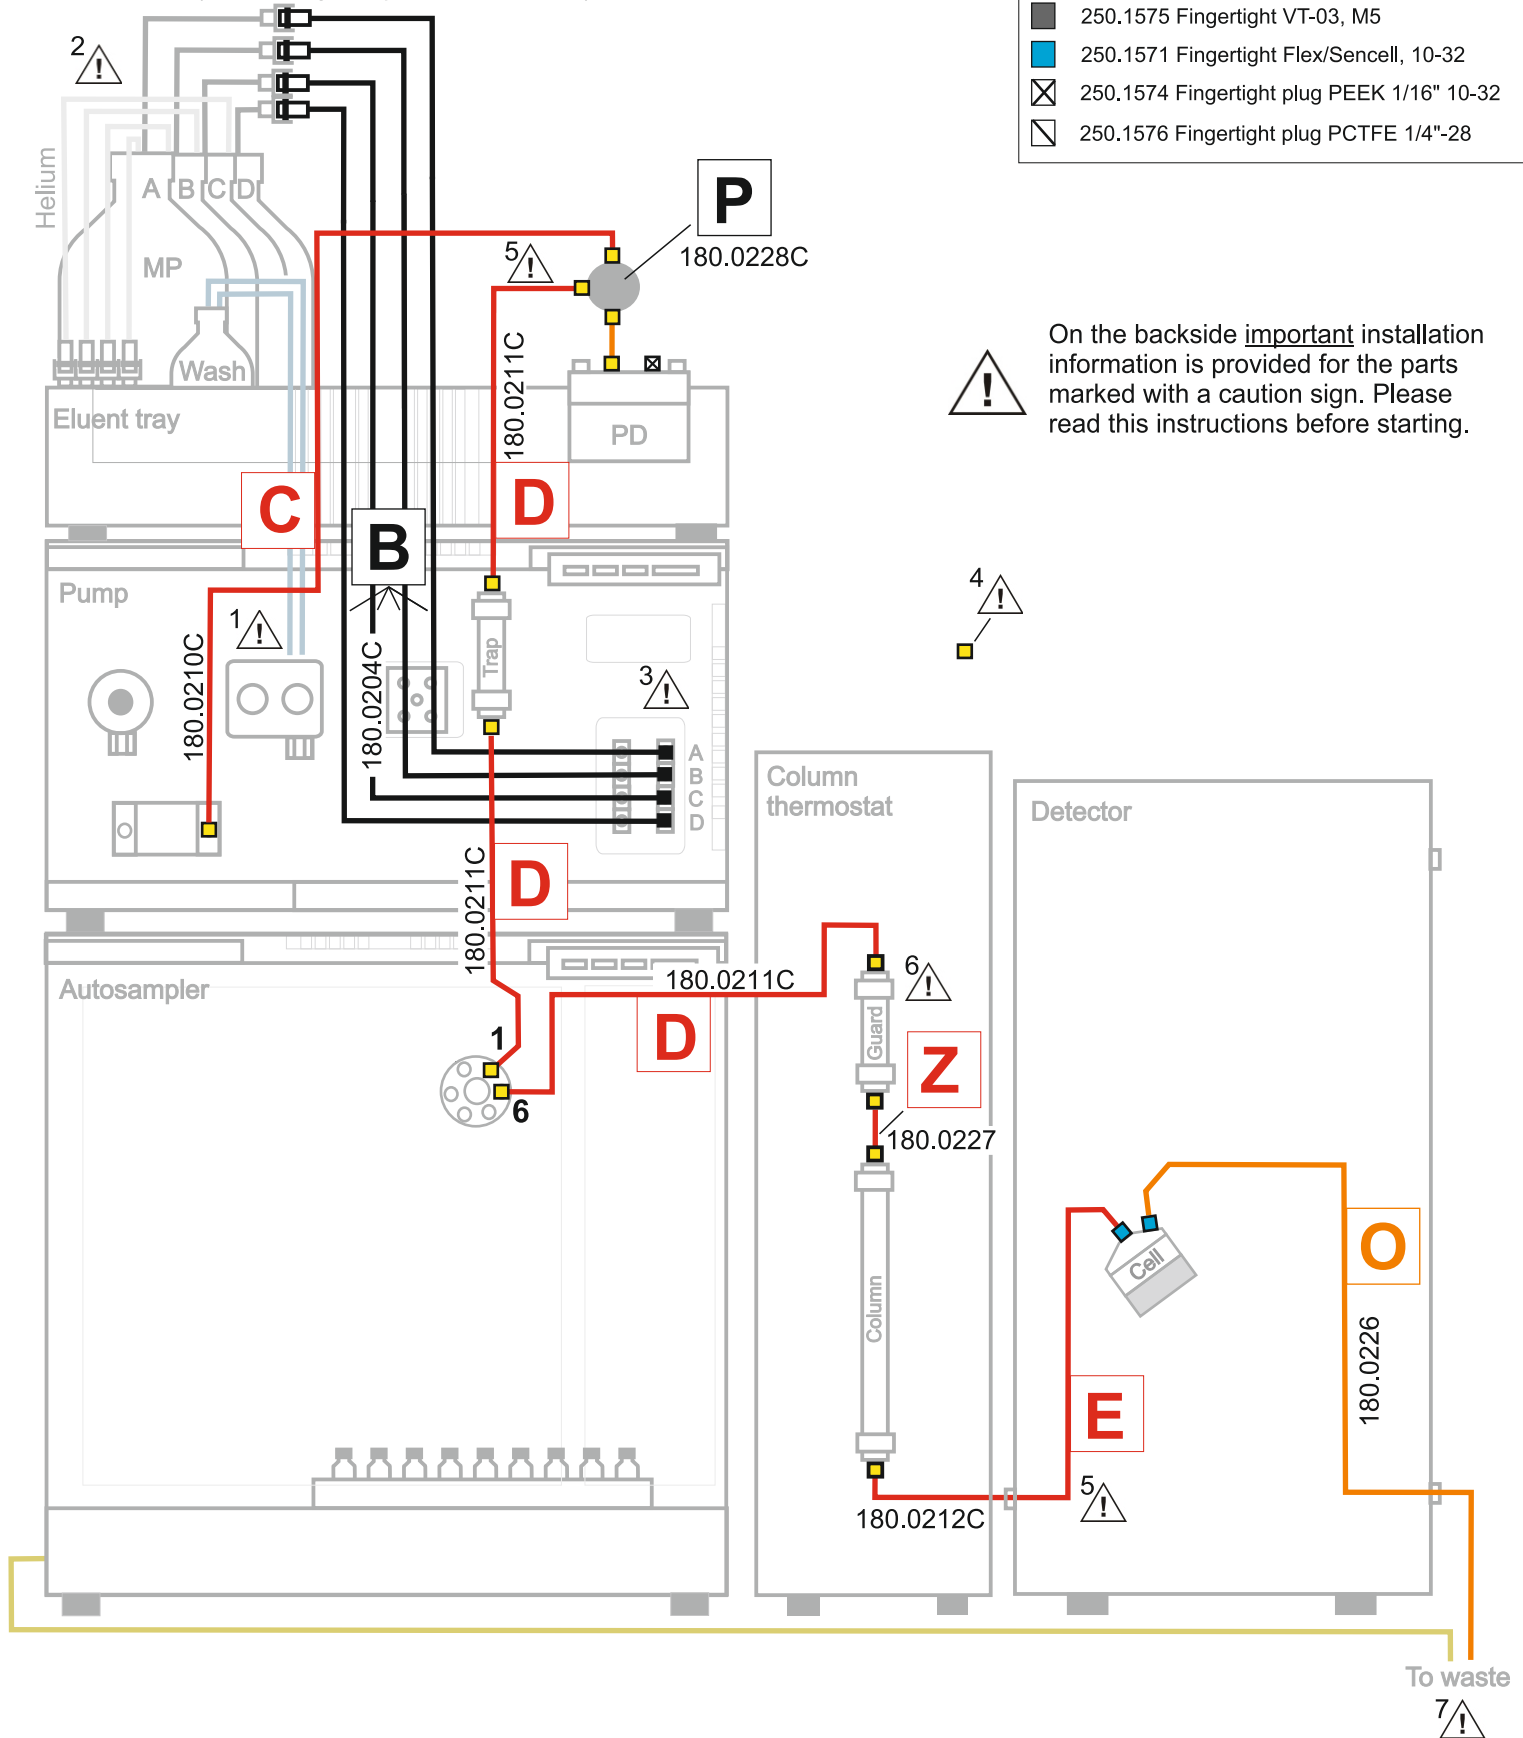 250.1575 Fingertight VT-03, M5
250.1571 Fingertight Flex/Sencell, 10-32
250.1574 Fingertight plug PEEK 1/16" 10-32
250.1576 Fingertight plug PCTFE 1/4"-28
2
!
Helium
A
B
C
D
MP
Wash
P
180.0228C
5
!
180.0211C
Eluent tray
PD
C
D
B
!
On the backside important installation
information is provided for the parts
marked with a caution sign. Please
read this instructions before starting.
Pump
1
!
180.0210C
180.0204C
Trap
3
!
4
!
A
B
C
D
Column
thermostat
Detector
180.0211C
D
Autosampler
180.0211C
D
1
6
6
!
Guard
Z
180.0227
Column
Cell
O
180.0226
E
5
!
180.0212C
To waste
7
!